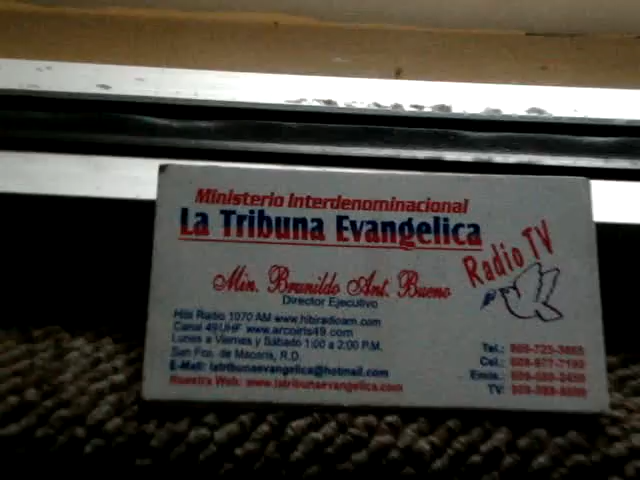 Ministerio Interdenominacional
La Tribuna Evangelica
Radio TV
Min. Brunildo Ant. Bueno
Director Ejecutivo
Hibi Radio 1070 AM www.hibiradioam.com
Canal 49 UHF www.arcoiris49.com
Lunes a Viernes y Sábado 1:00 a 2:00 P.M.
San Fco. de Macorís, R.D.
E-Mail: latribunaevangelica@hotmail.com
Nuestra Web: www.latribunaevangelica.com
Tel.:
Cel.:
Emis.:
TV: